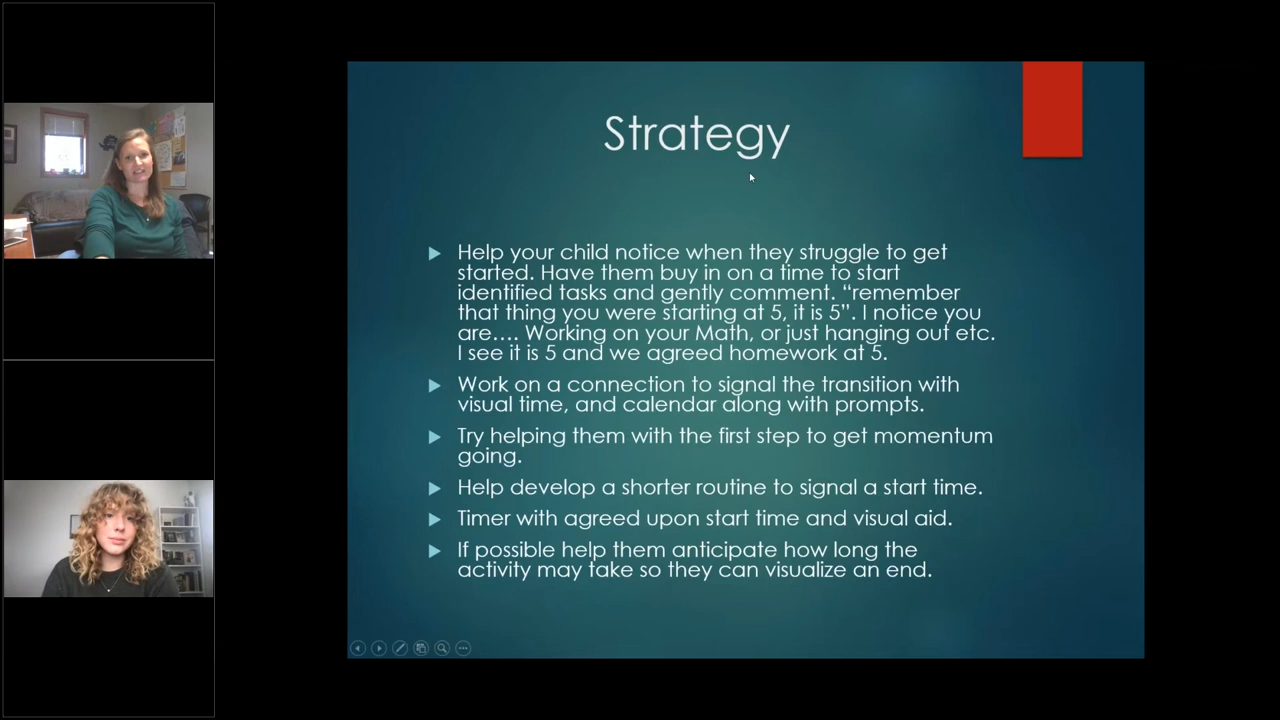 Strategy
Help your child notice when they struggle to get
started. Have them buy in on a time to start
identified tasks and gently comment. “remember
that thing you were starting at 5, it is 5”. I notice you
are…. Working on your Math, or just hanging out etc.
I see it is 5 and we agreed homework at 5.
Work on a connection to signal the transition with
visual time, and calendar along with prompts.
Try helping them with the first step to get momentum
going.
Help develop a shorter routine to signal a start time.
Timer with agreed upon start time and visual aid.
If possible help them anticipate how long the
activity may take so they can visualize an end.